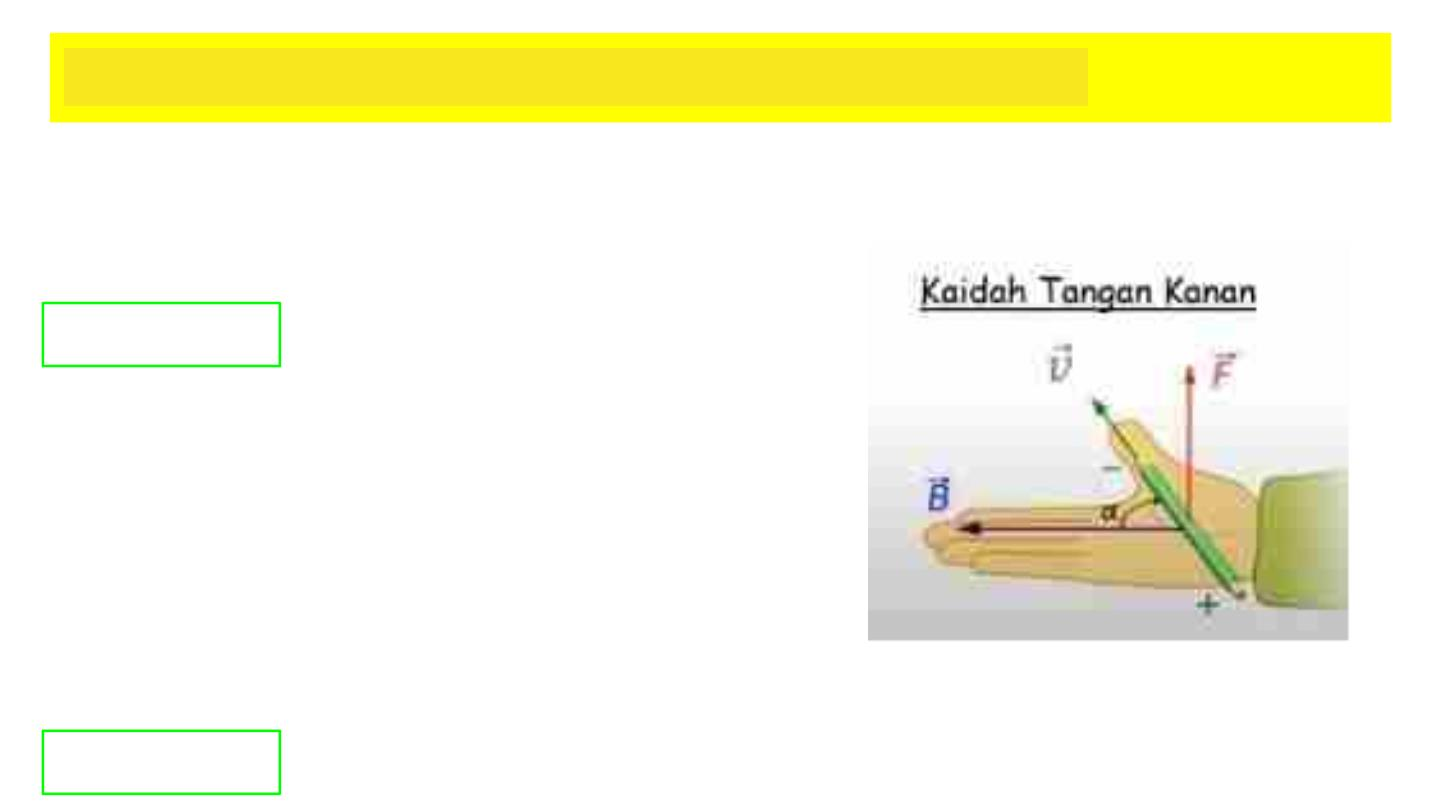 Kaidah Tangan Kanan
v⃗
F⃗
−
B⃗
α
+